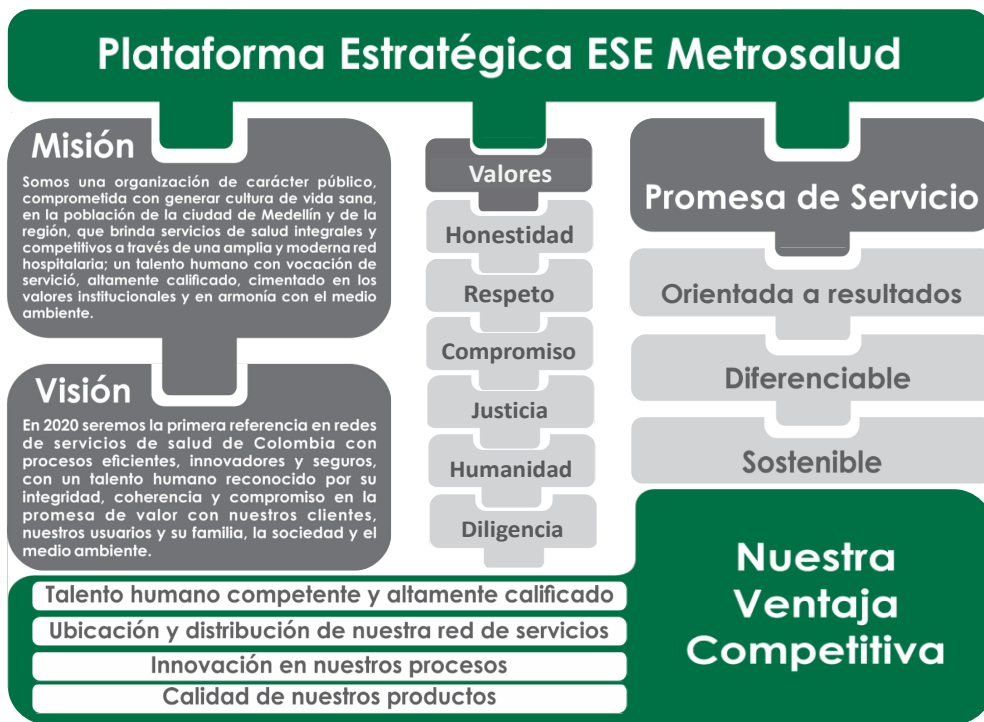 Plataforma Estratégica ESE Metrosalud
Misión
Somos una organización de carácter público,
comprometida con generar cultura de vida sana,
en la población de la ciudad de Medellín y de la
región, que brinda servicios de salud integrales y
competitivos a través de una amplia y moderna red
hospitalaria; un talento humano con vocación de
servició, altamente calificado, cimentado en los
valores institucionales y en armonía con el medio
ambiente.
Visión
En 2020 seremos la primera referencia en redes
de servicios de salud de Colombia con
procesos eficientes, innovadores y seguros,
con un talento humano reconocido por su
integridad, coherencia y compromiso en la
promesa de valor con nuestros clientes,
nuestros usuarios y su familia, la sociedad y el
medio ambiente.
Valores
Honestidad
Respeto
Compromiso
Justicia
Humanidad
Diligencia
Promesa de Servicio
Orientada a resultados
Diferenciable
Sostenible
Nuestra
Ventaja
Competitiva
Talento humano competente y altamente calificado
Ubicación y distribución de nuestra red de servicios
Innovación en nuestros procesos
Calidad de nuestros productos